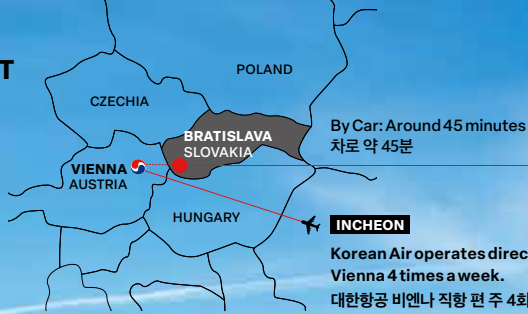 T
POLAND
CZECHIA
BRATISLAVA
SLOVAKIA
By Car: Around 45 minutes
차로 약 45분
VIENNA
AUSTRIA
HUNGARY
INCHEON
Korean Air operates direc
Vienna 4 times a week.
대한항공 비엔나 직항 편 주 4회